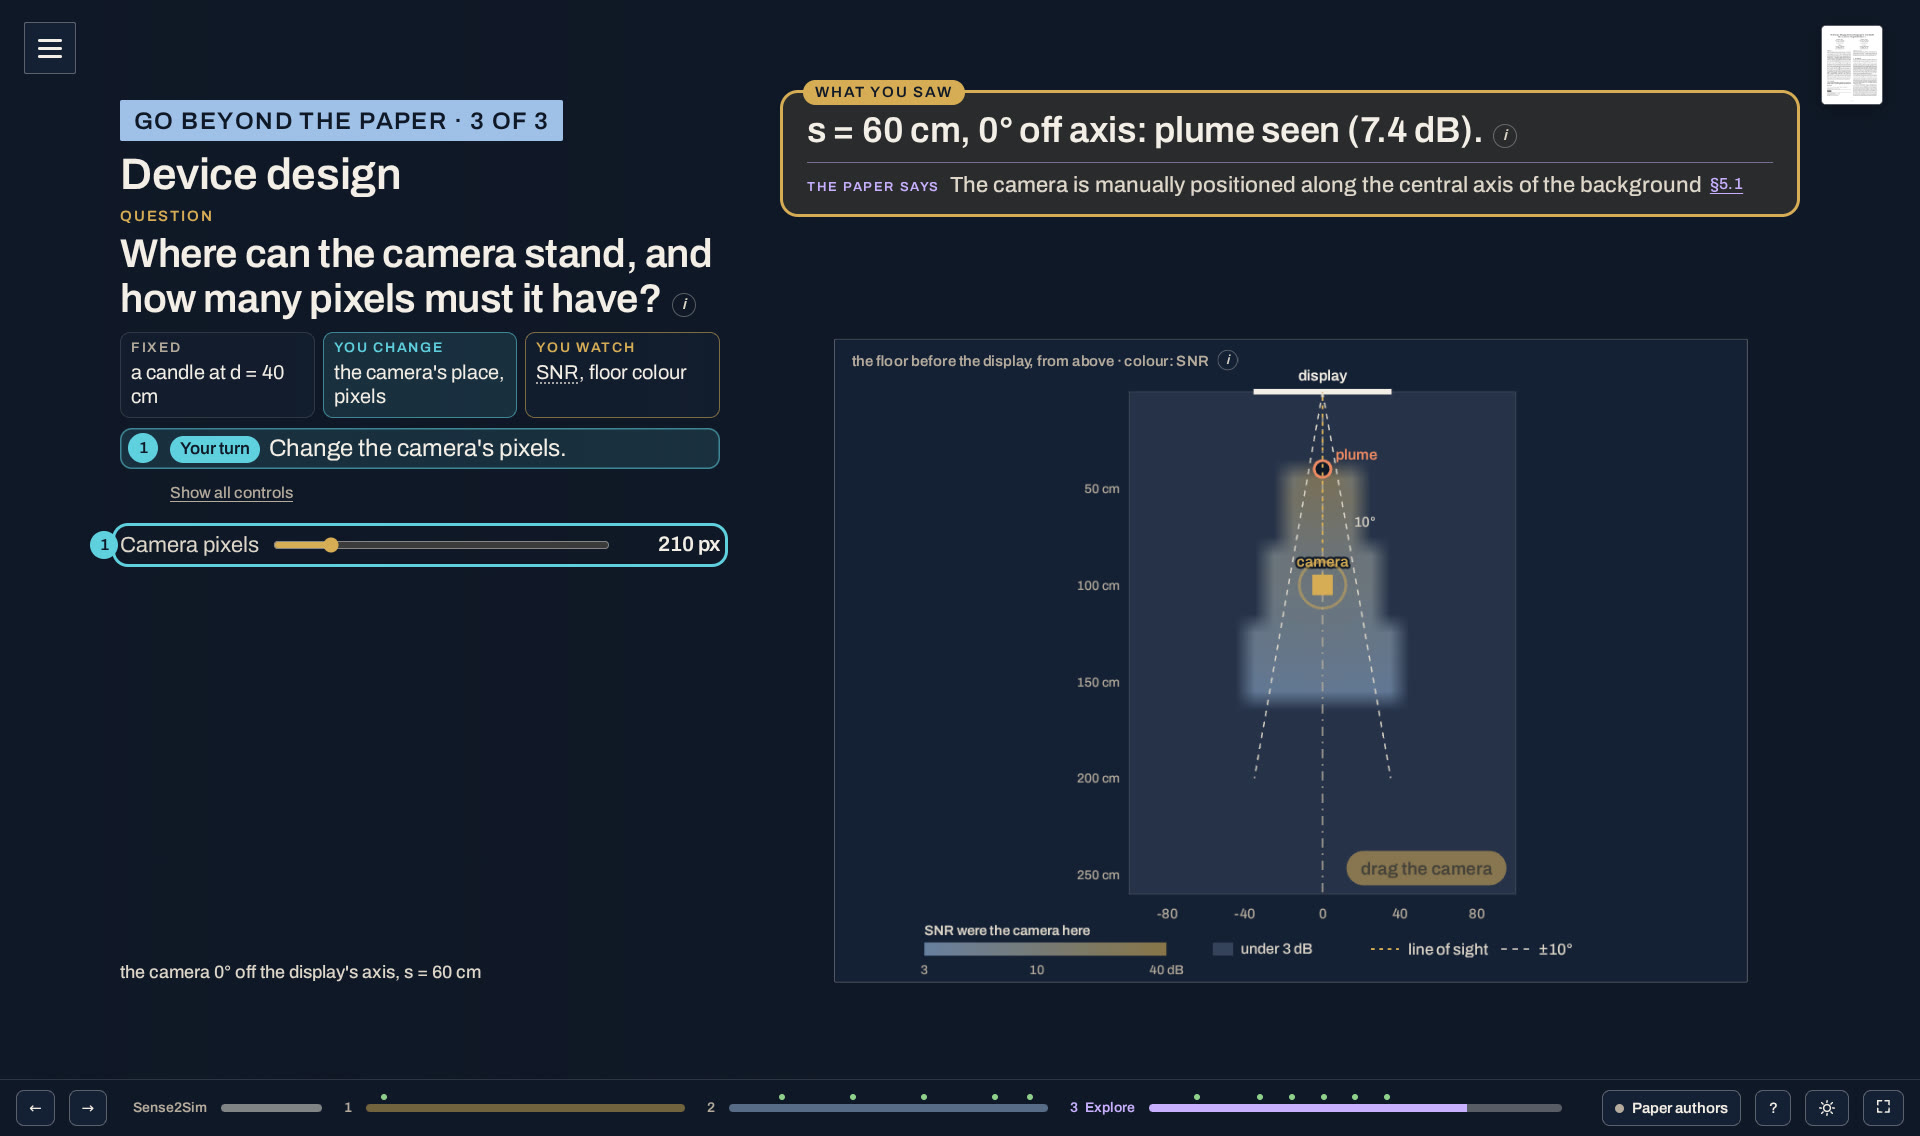 GO BEYOND THE PAPER · 3 OF 3
Device design
QUESTION
Where can the camera stand, and
how many pixels must it have? i
FIXED
a candle at d = 40
cm
YOU CHANGE
the camera's place,
pixels
YOU WATCH
SNR, floor colour
1 Your turn Change the camera's pixels.
Show all controls
1 Camera pixels 210 px
the camera 0° off the display's axis, s = 60 cm
WHAT YOU SAW
s = 60 cm, 0° off axis: plume seen (7.4 dB). i
THE PAPER SAYS The camera is manually positioned along the central axis of the background §5.1
the floor before the display, from above · colour: SNR i
display
plume
50 cm
10°
camera
100 cm
150 cm
200 cm
250 cm
drag the camera
-80 -40 0 40 80
SNR were the camera here
under 3 dB line of sight ±10°
3 10 40 dB
← → Sense2Sim 1 2 3 Explore Paper authors ?